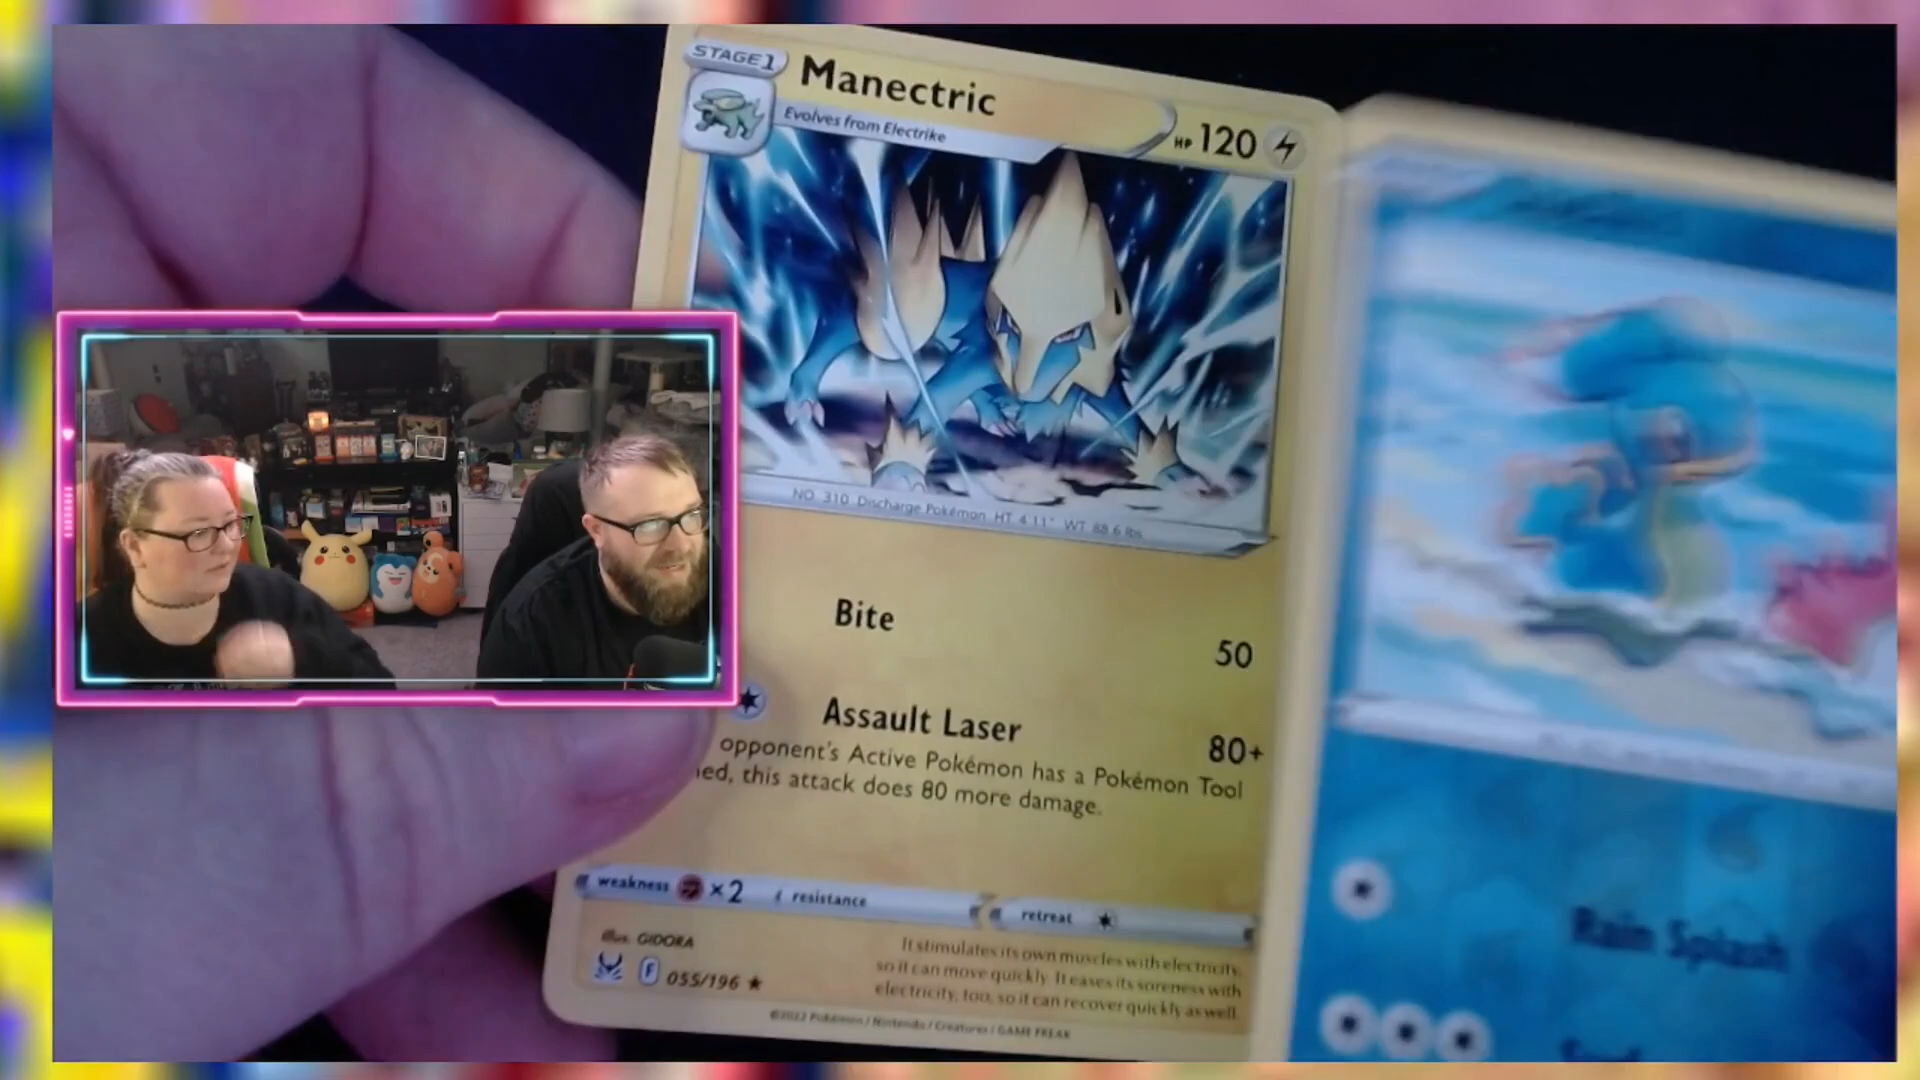 STAGE 1
Manectric
Evolves from Electrike
HP 120
NO. 310 Discharge Pokémon HT 4'11" WT 88.6 lbs.
Bite
50
Assault Laser
80+
opponent's Active Pokémon has a Pokémon Tool
ed, this attack does 80 more damage.
weakness ×2 resistance retreat
illus. GIDORA
F 055/196 ★
It stimulates its own muscles with electricity,
so it can move quickly. It eases its soreness with
electricity, too, so it can recover quickly as well.
©2022 Pokémon / Nintendo / Creatures / GAME FREAK
Rain Splash